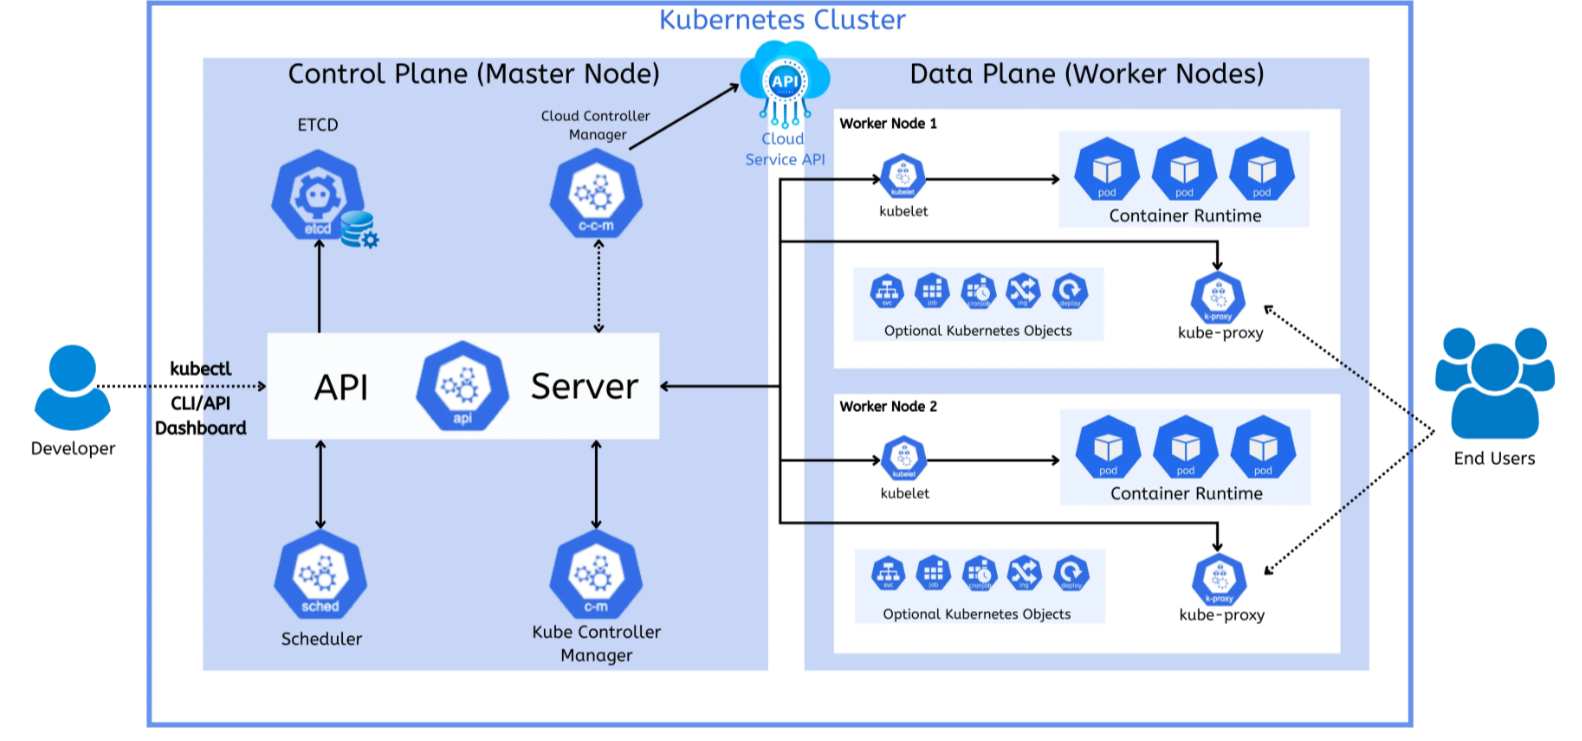 Kubernetes Cluster
Control Plane (Master Node)
Data Plane (Worker Nodes)
API
Cloud
Service API
ETCD
etcd
Cloud Controller
Manager
c-c-m
kubectl
CLI/API
Dashboard
Developer
API
api
Server
sched
Scheduler
c-m
Kube Controller
Manager
Worker Node 1
kubelet
kubelet
pod
pod
pod
Container Runtime
svc
job
cronjob
ing
deploy
Optional Kubernetes Objects
k-proxy
kube-proxy
Worker Node 2
kubelet
kubelet
pod
pod
pod
Container Runtime
svc
job
cronjob
ing
deploy
Optional Kubernetes Objects
k-proxy
kube-proxy
End Users